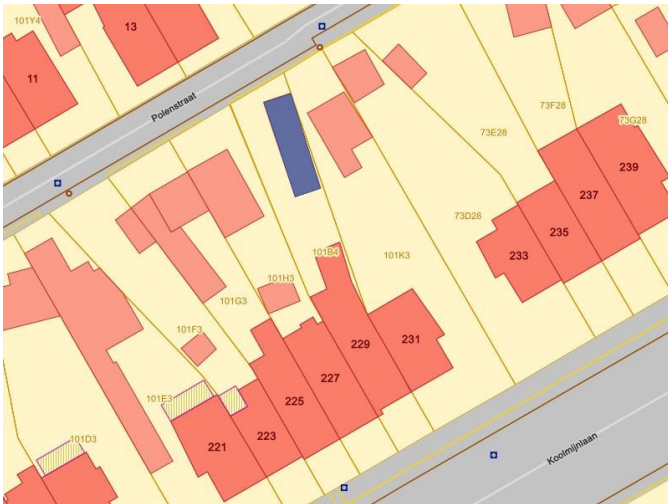 101Y4
13
11
Polenstraat
73F28
73G28
73E28
239
237
73D28
235
233
101B4
101K3
101H3
101G3
101F3
231
229
227
225
223
221
101E3
101D3
Koolmijnlaan